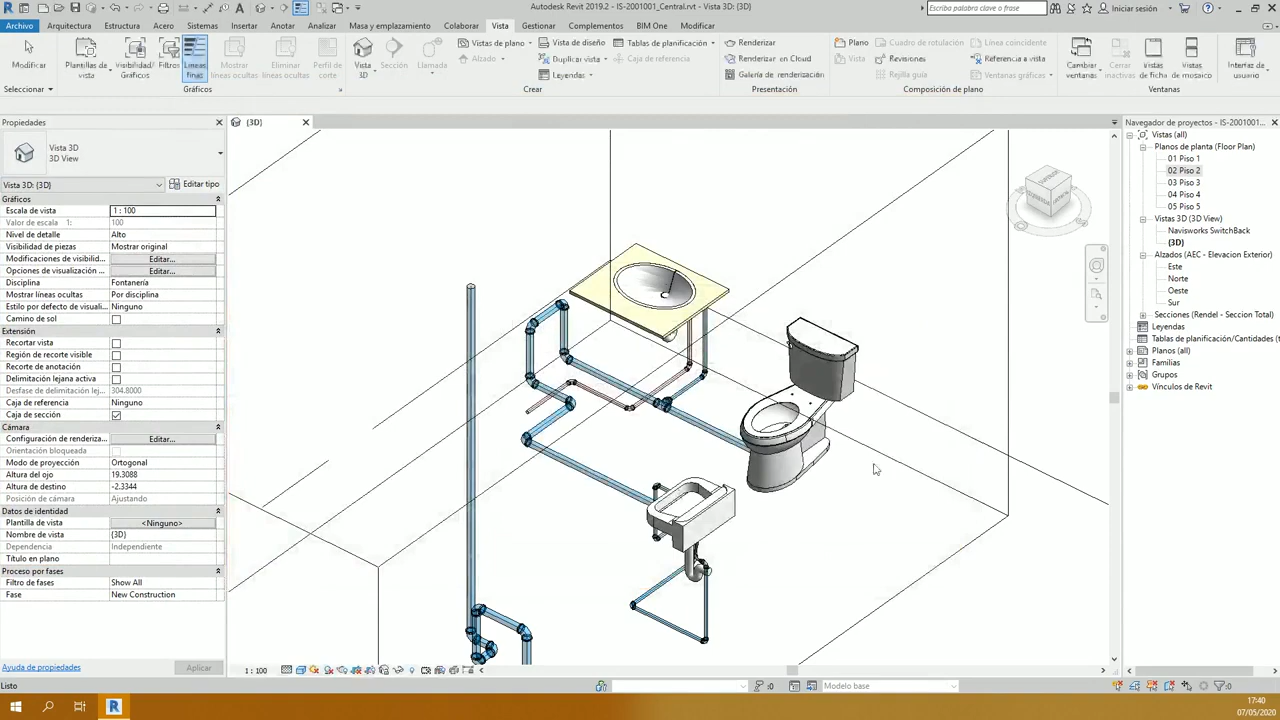 Autodesk Revit 2019.2 - IS-2001001_Central.rvt - Vista 3D: {3D}
Escriba palabra clave o frase
Iniciar sesión
Archivo Arquitectura Estructura Acero Sistemas Insertar Anotar Analizar Masa y emplazamiento Colaborar Vista Gestionar Complementos BIM One Modificar
Modificar
Plantillas de vista
Visibilidad/ Gráficos
Filtros
Líneas finas
Mostrar líneas ocultas
Eliminar líneas ocultas
Perfil de corte
Vista 3D
Sección
Llamada
Vistas de plano
Alzado
Vista de diseño
Duplicar vista
Leyendas
Tablas de planificación
Caja de referencia
Renderizar
Renderizar en Cloud
Galería de renderización
Plano
Vista
Cuadro de rotulación
Revisiones
Rejilla guía
Línea coincidente
Referencia a vista
Ventanas gráficas
Cambiar ventanas
Cerrar inactivas
Vistas de ficha
Vistas de mosaico
Interfaz de usuario
Seleccionar Gráficos Crear Presentación Composición de plano Ventanas
Propiedades
{3D}
Navegador de proyectos - IS-2001001...
Vista 3D
3D View
Vista 3D: {3D}
Editar tipo
Gráficos
Escala de vista 1 : 100
Valor de escala 1: 100
Nivel de detalle Alto
Visibilidad de piezas Mostrar original
Modificaciones de visibilid... Editar...
Opciones de visualización ... Editar...
Disciplina Fontanería
Mostrar líneas ocultas Por disciplina
Estilo por defecto de visuali... Ninguno
Camino de sol
Extensión
Recortar vista
Región de recorte visible
Recorte de anotación
Delimitación lejana activa
Desfase de delimitación lej... 304.8000
Caja de referencia Ninguno
Caja de sección
Cámara
Configuración de renderiza... Editar...
Orientación bloqueada
Modo de proyección Ortogonal
Altura del ojo 19.3088
Altura de destino -2.3344
Posición de cámara Ajustando
Datos de identidad
Plantilla de vista <Ninguno>
Nombre de vista {3D}
Dependencia Independiente
Título en plano
Proceso por fases
Filtro de fases Show All
Fase New Construction
Ayuda de propiedades
Aplicar
Vistas (all)
Planos de planta (Floor Plan)
01 Piso 1
02 Piso 2
03 Piso 3
04 Piso 4
05 Piso 5
Vistas 3D (3D View)
Navisworks SwitchBack
{3D}
Alzados (AEC - Elevacion Exterior)
Este
Norte
Oeste
Sur
Secciones (Rendel - Seccion Total)
Leyendas
Tablas de planificación/Cantidades (t
Planos (all)
Familias
Grupos
Vínculos de Revit
1 : 100
Listo
:0
Modelo base
:0
17:40
07/05/2020